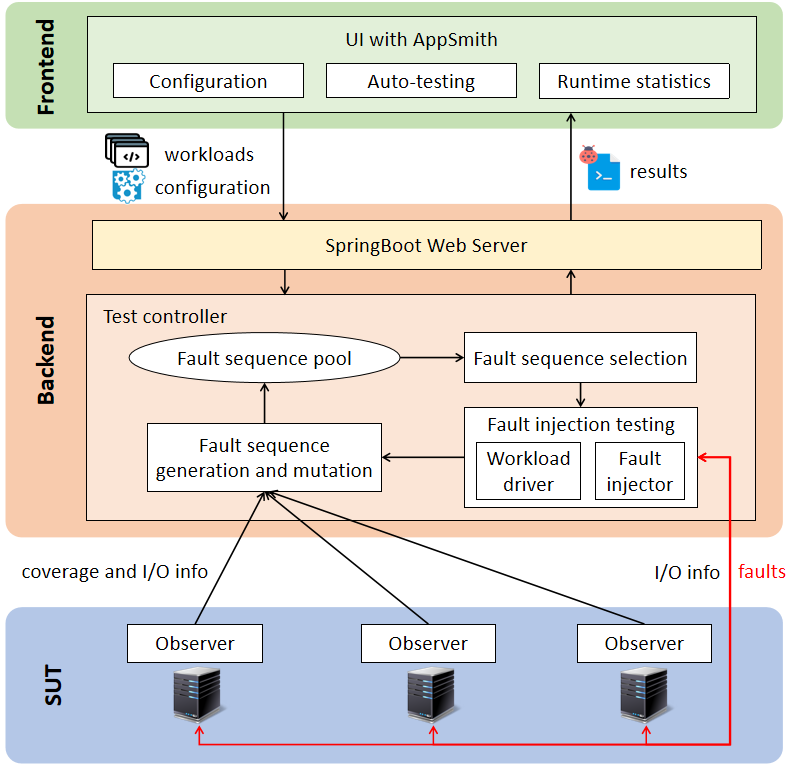 Frontend
UI with AppSmith
Configuration
Auto-testing
Runtime statistics
workloads
configuration
results
Backend
SpringBoot Web Server
Test controller
Fault sequence pool
Fault sequence selection
Fault injection testing
Workload
driver
Fault
injector
Fault sequence
generation and mutation
coverage and I/O info
I/O info
faults
SUT
Observer
Observer
Observer